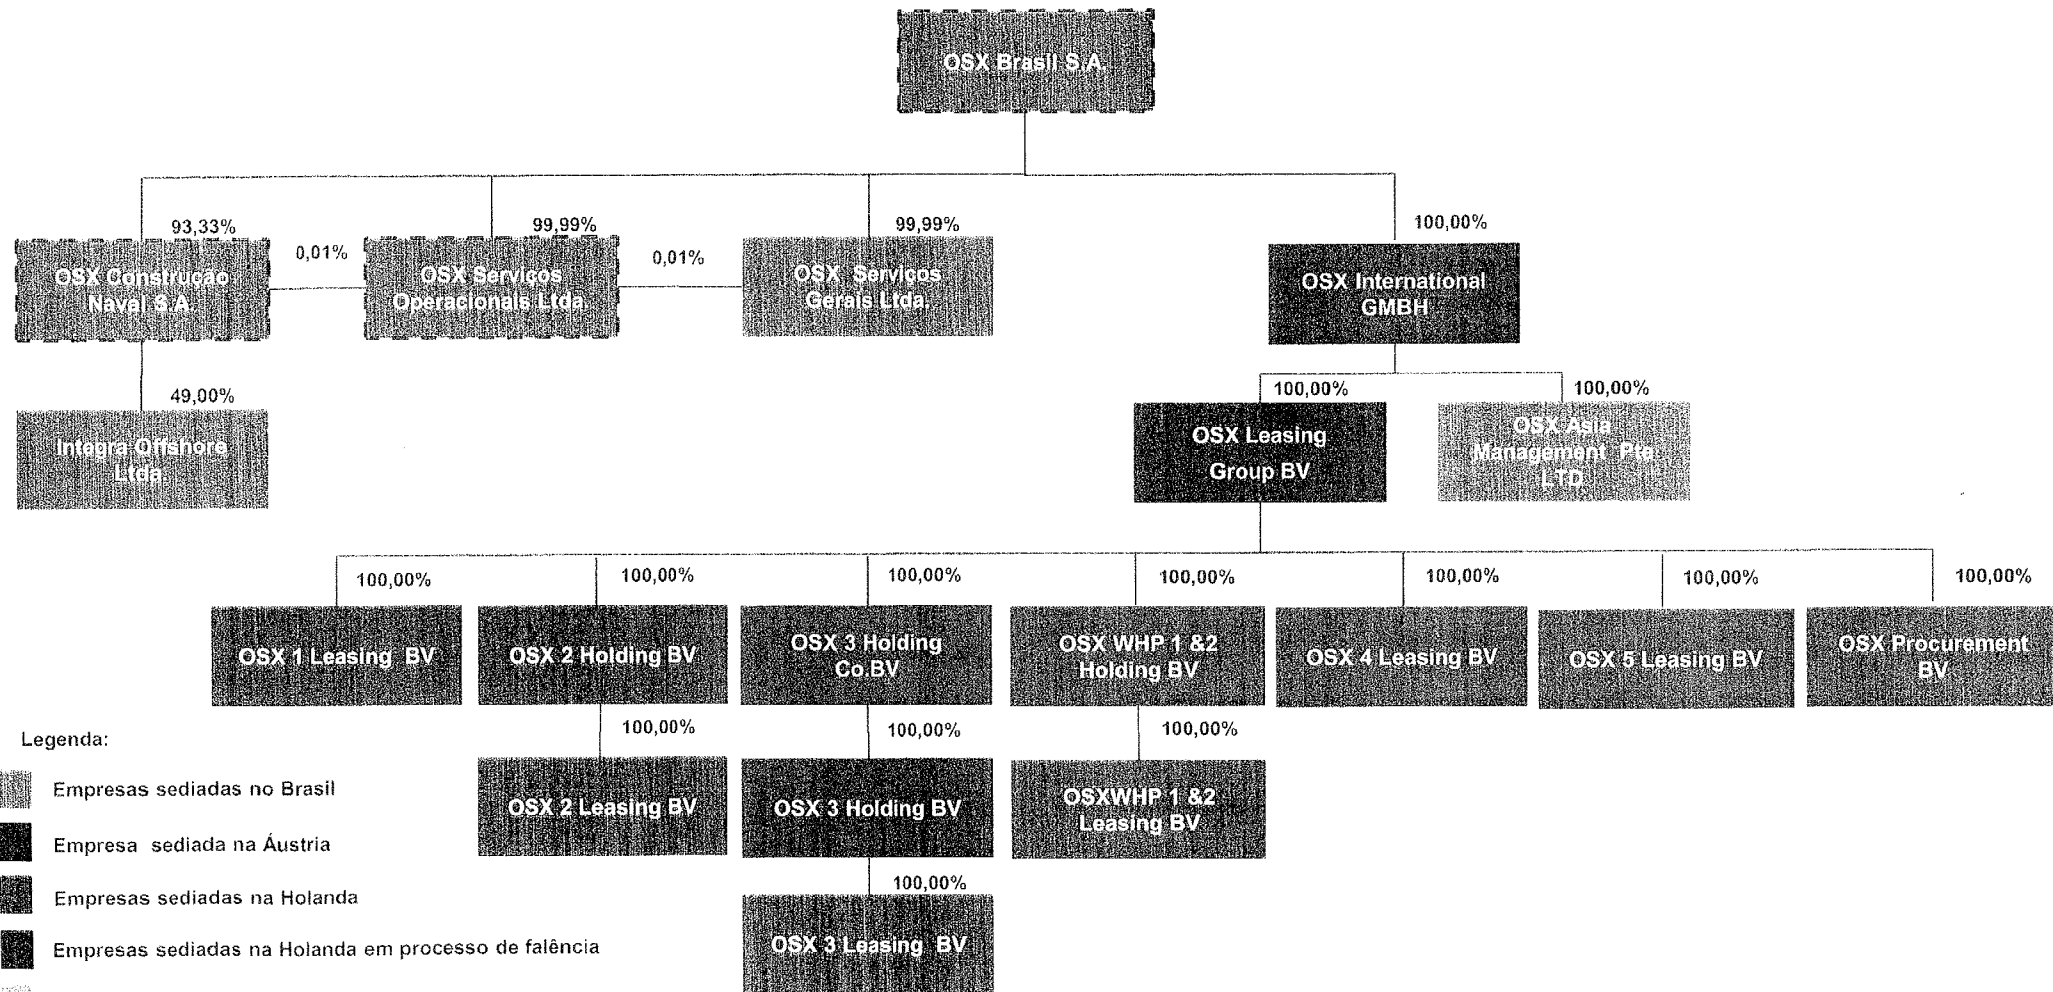 OSX Brasil S.A.
93,33%
99,99%
99,99%
100,00%
0,01%
0,01%
OSX Construção
Naval S.A.
OSX Serviços
Operacionais Ltda.
OSX Serviços
Gerais Ltda.
OSX International
GMBH
49,00%
100,00%
100,00%
Integra Offshore
Ltda.
OSX Leasing
Group BV
OSX Asia
Management Pte
LTD
100,00%
100,00%
100,00%
100,00%
100,00%
100,00%
100,00%
OSX 1 Leasing BV
OSX 2 Holding BV
OSX 3 Holding
Co.BV
OSX WHP 1 &2
Holding BV
OSX 4 Leasing BV
OSX 5 Leasing BV
OSX Procurement
BV
100,00%
100,00%
100,00%
OSX 2 Leasing BV
OSX 3 Holding BV
OSXWHP 1 &2
Leasing BV
100,00%
OSX 3 Leasing BV
Legenda:
Empresas sediadas no Brasil
Empresa sediada na Áustria
Empresas sediadas na Holanda
Empresas sediadas na Holanda em processo de falência